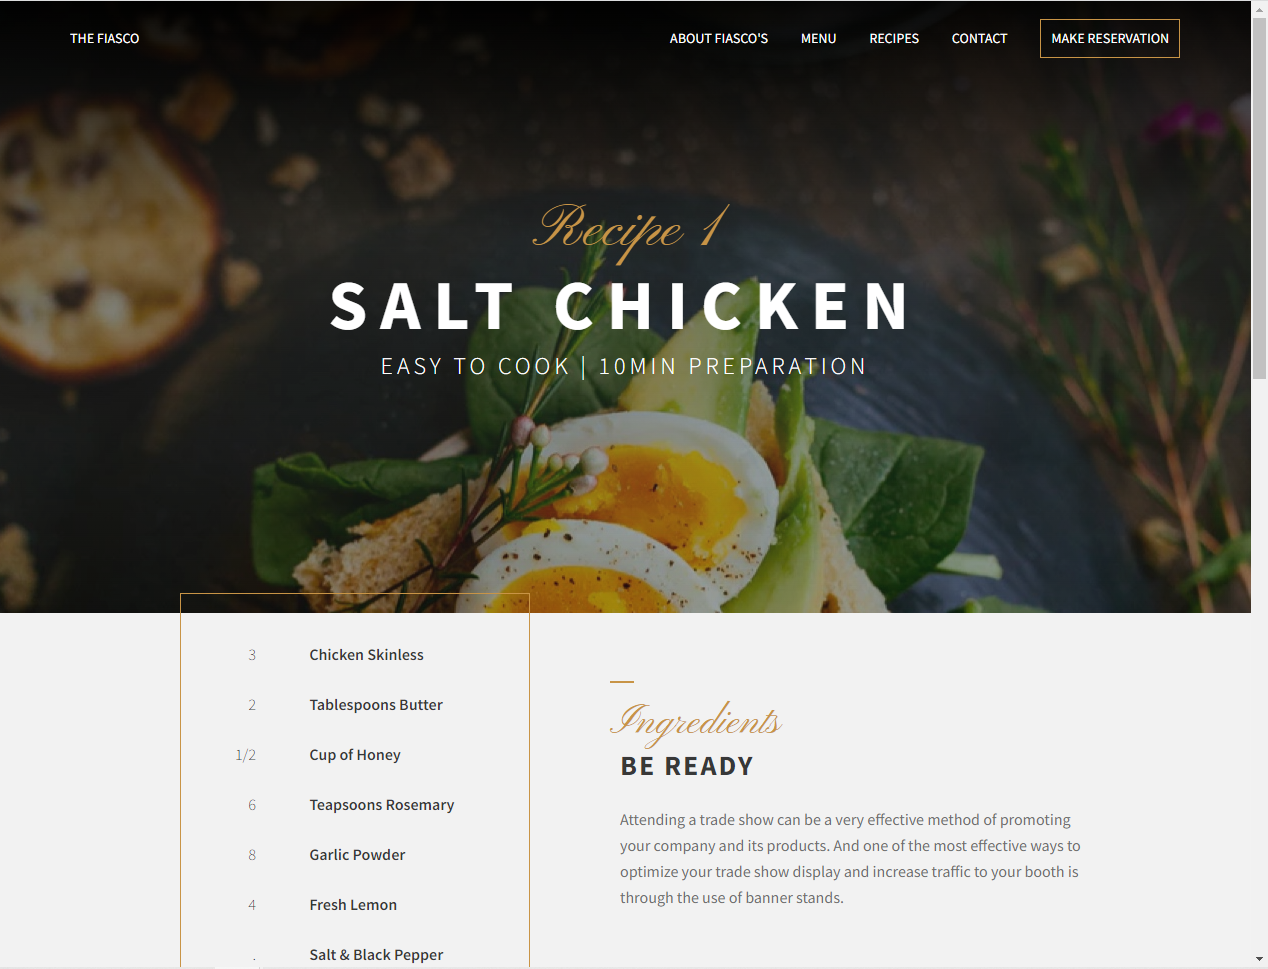 THE FIASCO
ABOUT FIASCO'S MENU RECIPES CONTACT MAKE RESERVATION
Recipe 1
SALT CHICKEN
EASY TO COOK | 10MIN PREPARATION
3 Chicken Skinless
2 Tablespoons Butter
1/2 Cup of Honey
6 Teapsoons Rosemary
8 Garlic Powder
4 Fresh Lemon
. Salt & Black Pepper
Ingredients
BE READY
Attending a trade show can be a very effective method of promoting
your company and its products. And one of the most effective ways to
optimize your trade show display and increase traffic to your booth is
through the use of banner stands.